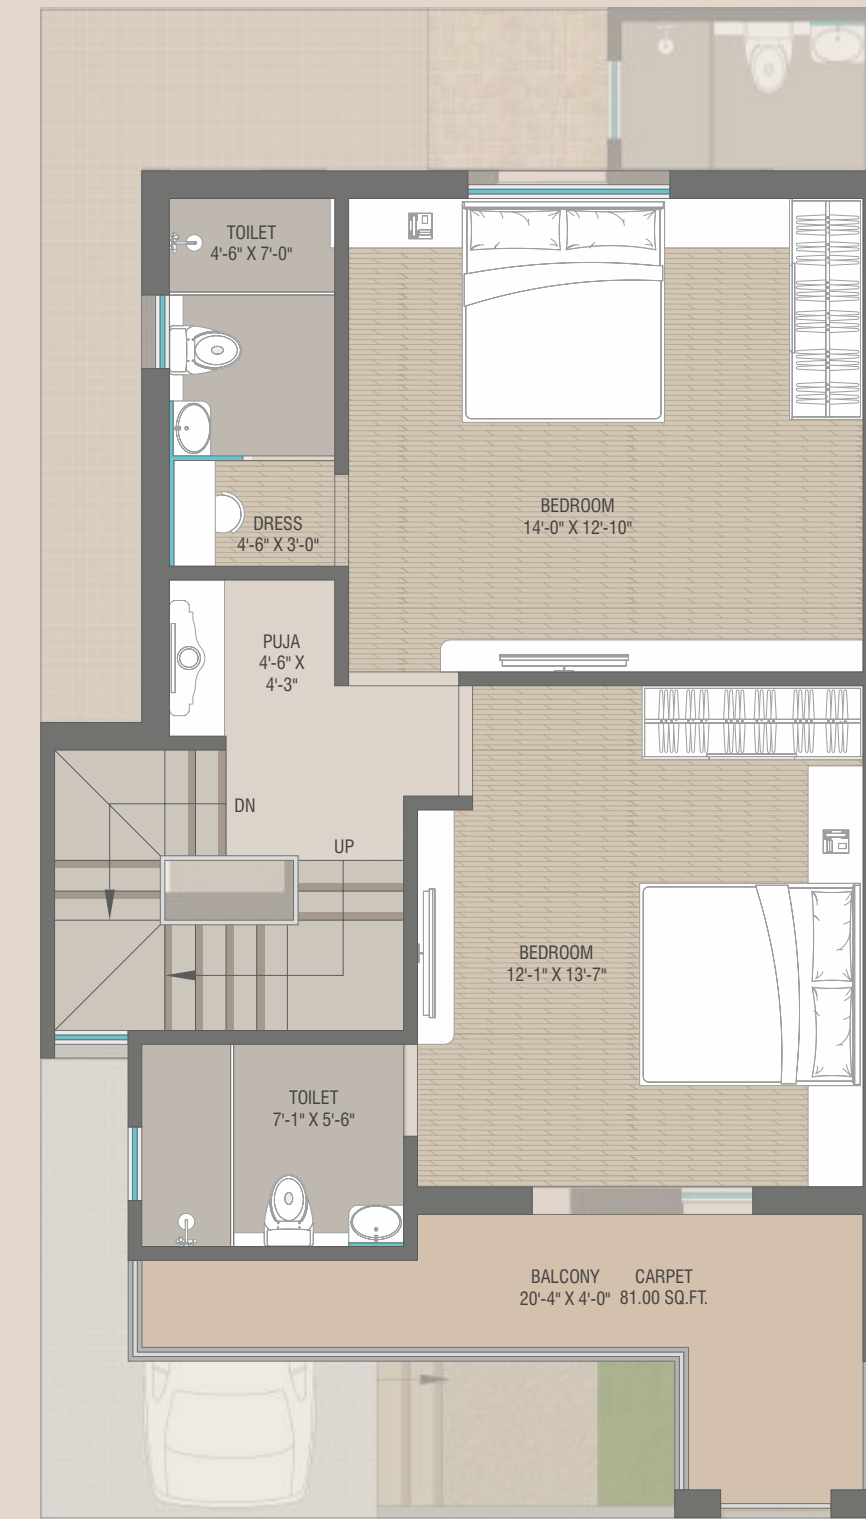 TOILET
4'-6" X 7'-0"
BEDROOM
14'-0" X 12'-10"
DRESS
4'-6" X 3'-0"
PUJA
4'-6" X
4'-3"
DN
UP
BEDROOM
12'-1" X 13'-7"
TOILET
7'-1" X 5'-6"
BALCONY CARPET
20'-4" X 4'-0" 81.00 SQ.FT.